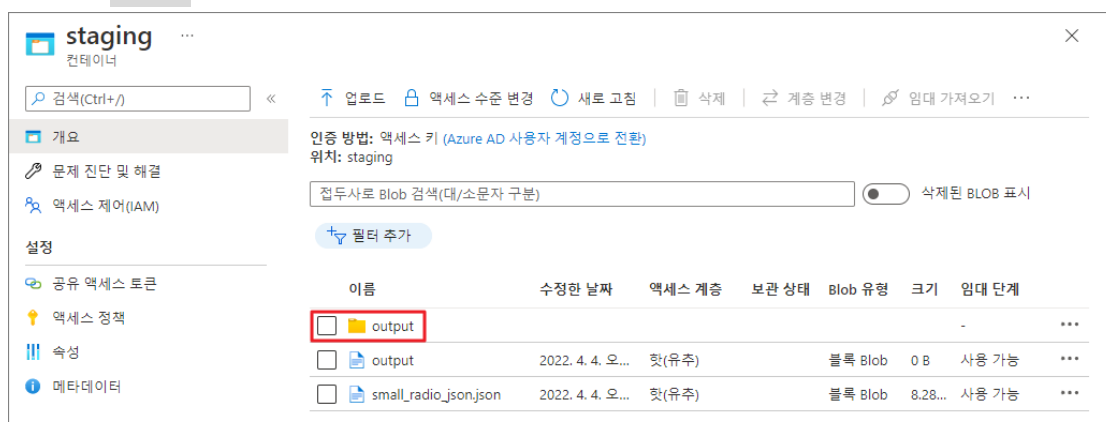 staging ...
컨테이너
검색(Ctrl+/) «
업로드 액세스 수준 변경 새로 고침 삭제 계층 변경 임대 가져오기 ...
개요
인증 방법: 액세스 키 (Azure AD 사용자 계정으로 전환)
위치: staging
문제 진단 및 해결
액세스 제어(IAM)
접두사로 Blob 검색(대/소문자 구분) 삭제된 BLOB 표시
필터 추가
설정
공유 액세스 토큰
액세스 정책
속성
메타데이터
이름 수정한 날짜 액세스 계층 보관 상태 Blob 유형 크기 임대 단계
output - ...
output 2022. 4. 4. 오... 핫(유추) 블록 Blob 0 B 사용 가능 ...
small_radio_json.json 2022. 4. 4. 오... 핫(유추) 블록 Blob 8.28... 사용 가능 ...